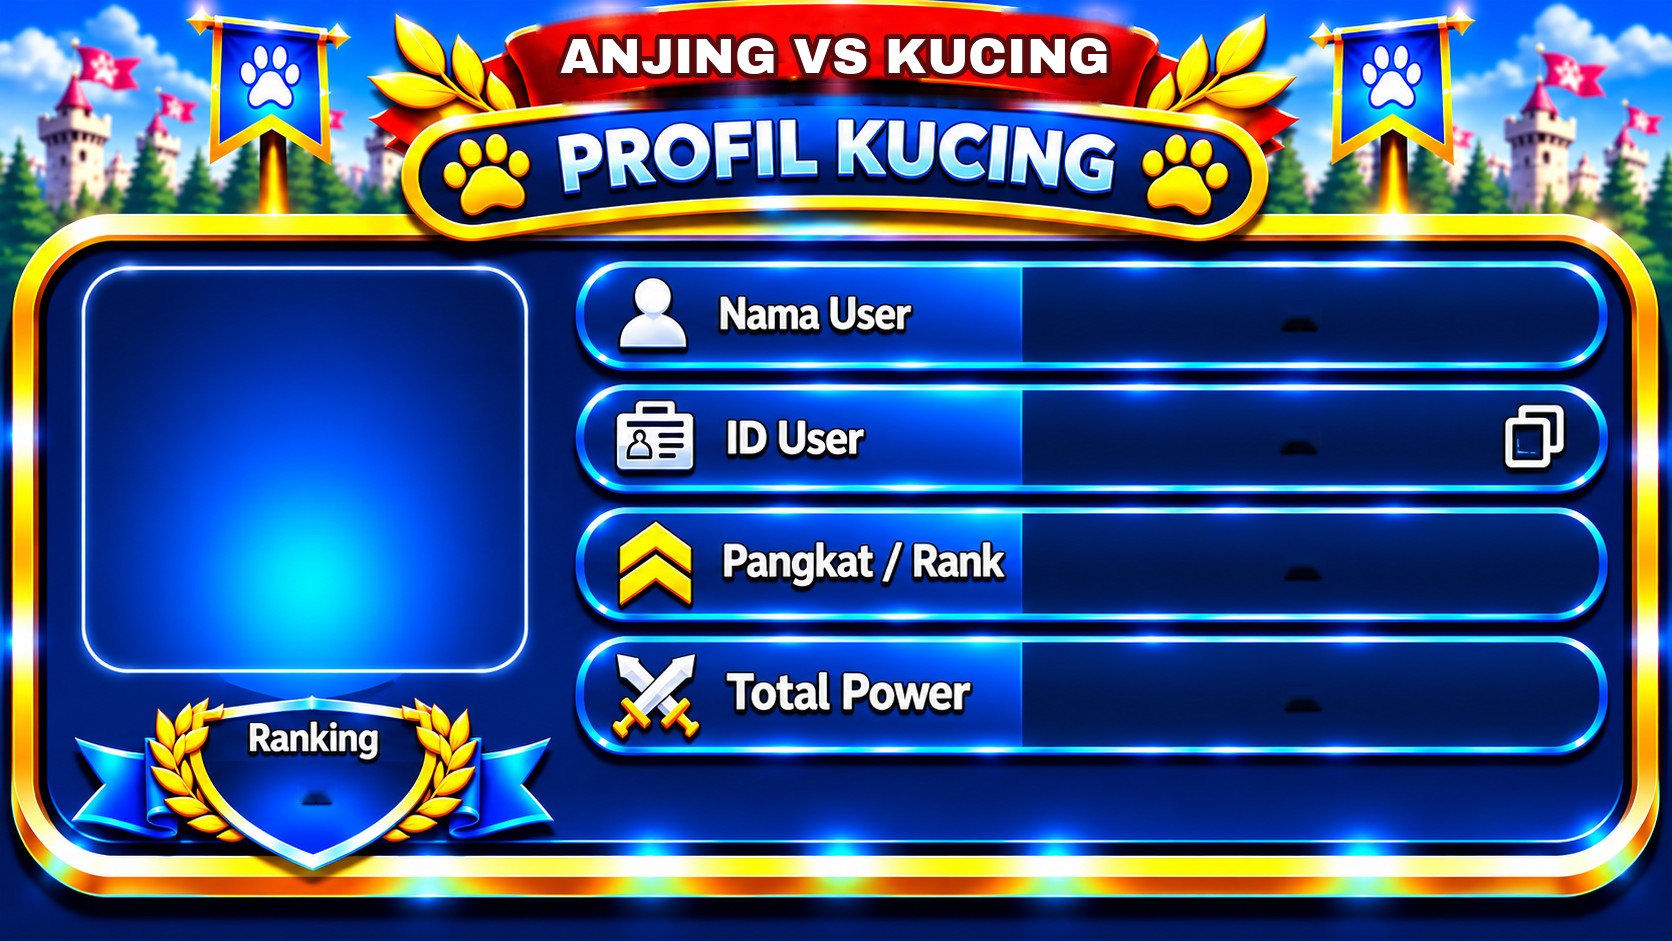 ANJING VS KUCING
PROFIL KUCING
Nama User
ID User
Pangkat / Rank
Total Power
Ranking